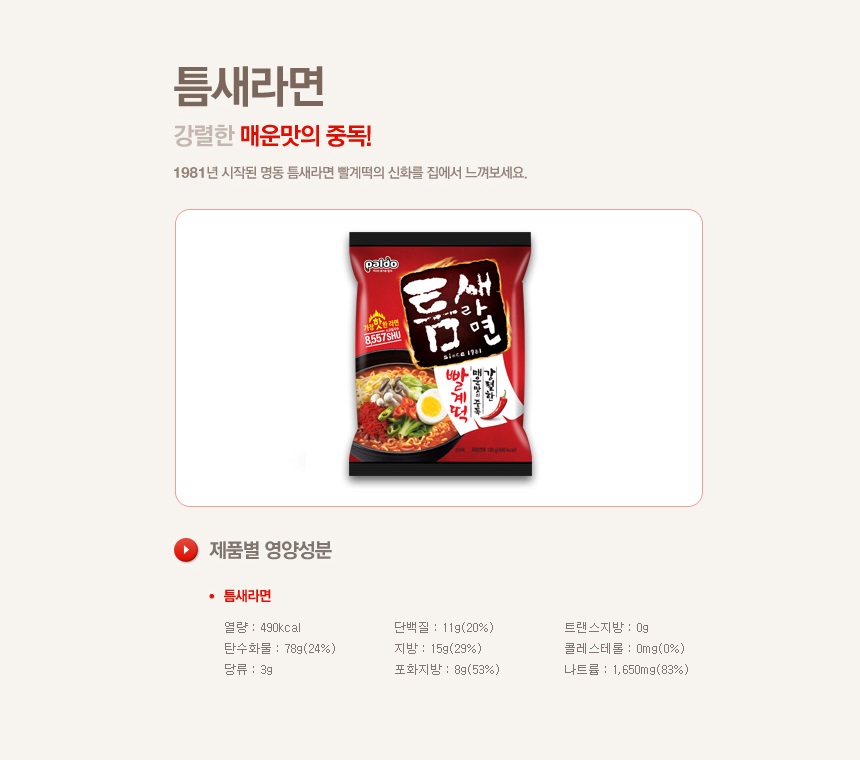 틈새라면
강렬한 매운맛의 중독!
1981년 시작된 명동 틈새라면 빨계떡의 신화를 집에서 느껴보세요.
paldo
틈새라면
since 1981
가장 핫한 라면
8,557SHU
빨계떡
매운맛의 중독
강렬한
제품별 영양성분
• 틈새라면
열량 : 490kcal
단백질 : 11g(20%)
트랜스지방 : 0g
탄수화물 : 78g(24%)
지방 : 15g(29%)
콜레스테롤 : 0mg(0%)
당류 : 3g
포화지방 : 8g(53%)
나트륨 : 1,650mg(83%)